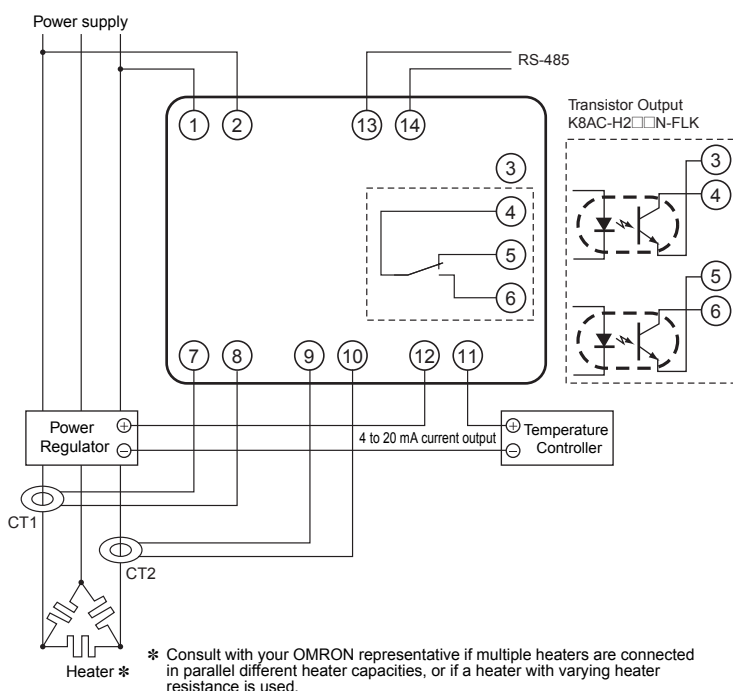 Power supply
RS-485
Transistor Output
K8AC-H2□□N-FLK
1 2 13 14
3
4
5
6
3
4
5
6
7 8 9 10 12 11
Power
Regulator
+
−
4 to 20 mA current output
+
−
Temperature
Controller
CT1
CT2
Heater *
* Consult with your OMRON representative if multiple heaters are connected
in parallel different heater capacities, or if a heater with varying heater
resistance is used.